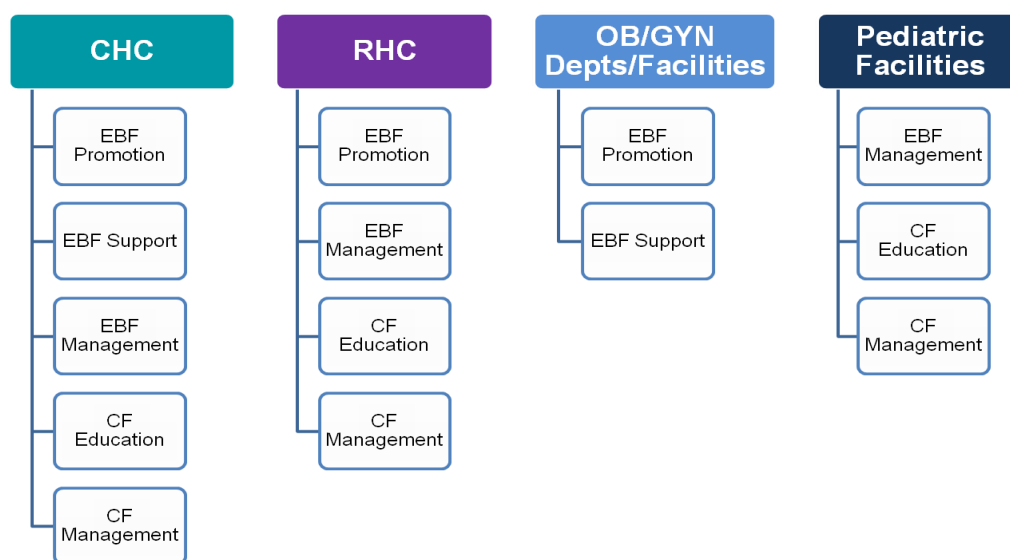 CHC
EBF
Promotion
EBF Support
EBF
Management
CF
Education
CF
Management
RHC
EBF
Promotion
EBF
Management
CF
Education
CF
Management
OB/GYN
Depts/Facilities
EBF
Promotion
EBF Support
Pediatric
Facilities
EBF
Management
CF
Education
CF
Management